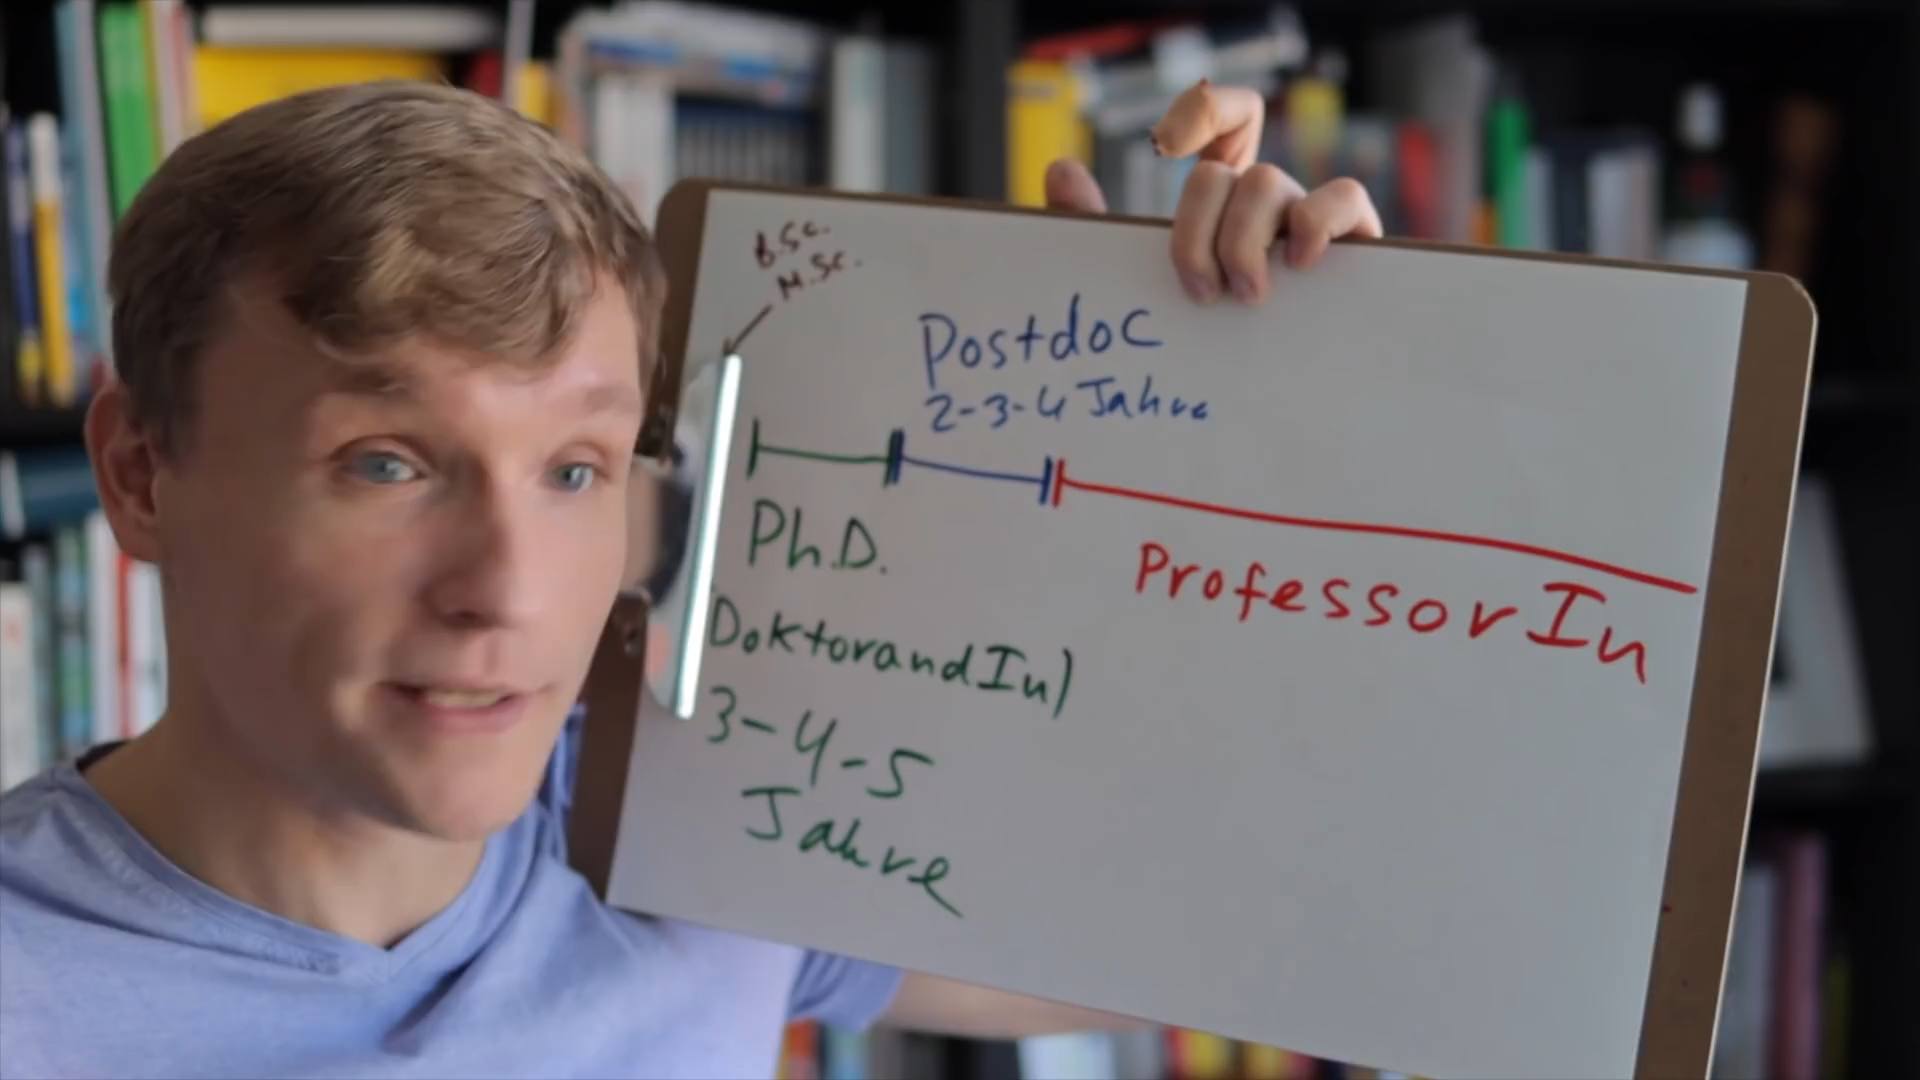 B.Sc.
M.Sc.
Postdoc
2-3-4 Jahre
Ph.D.
DoktorandIn)
3-4-5
Jahre
ProfessorIn